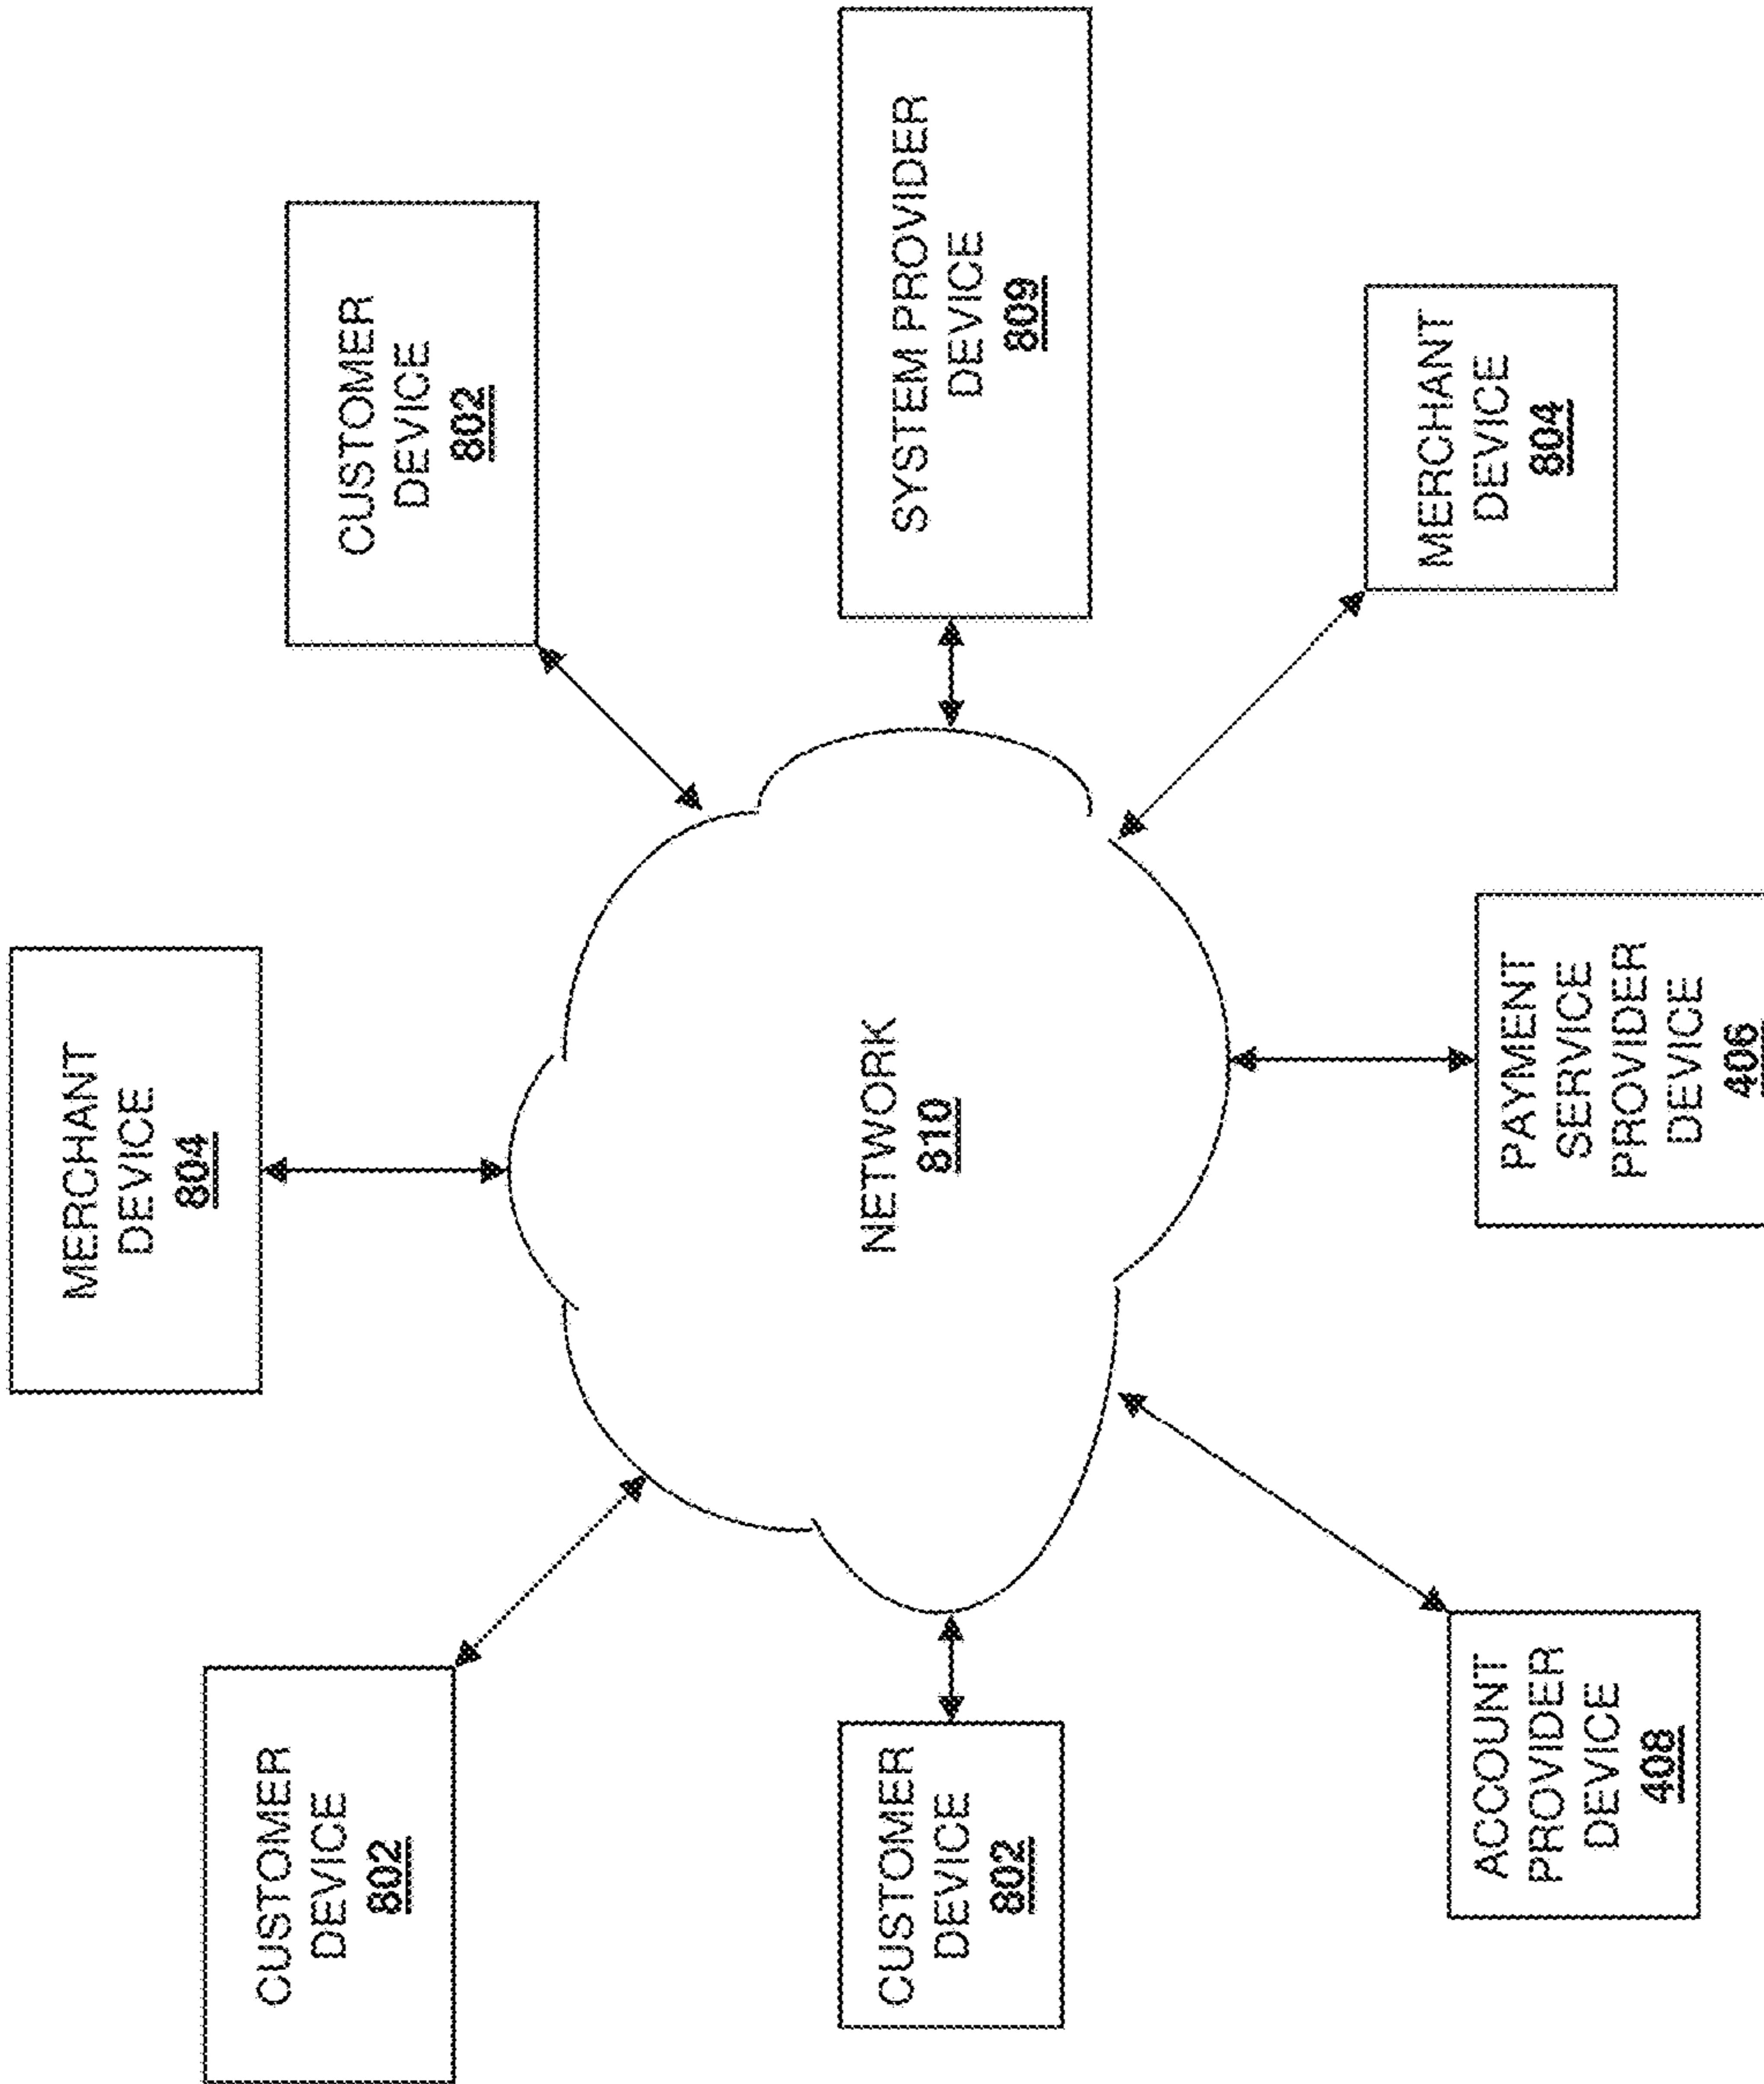 MERCHANT
DEVICE
804
CUSTOMER
DEVICE
802
CUSTOMER
DEVICE
802
NETWORK
810
SYSTEM PROVIDER
DEVICE
809
CUSTOMER
DEVICE
802
ACCOUNT
PROVIDER
DEVICE
408
PAYMENT
SERVICE
PROVIDER
DEVICE
406
MERCHANT
DEVICE
804